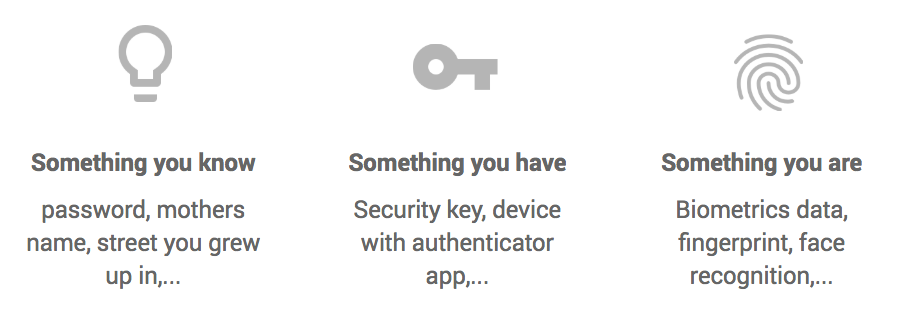 Something you know
password, mothers
name, street you grew
up in,...
Something you have
Security key, device
with authenticator
app,...
Something you are
Biometrics data,
fingerprint, face
recognition,...